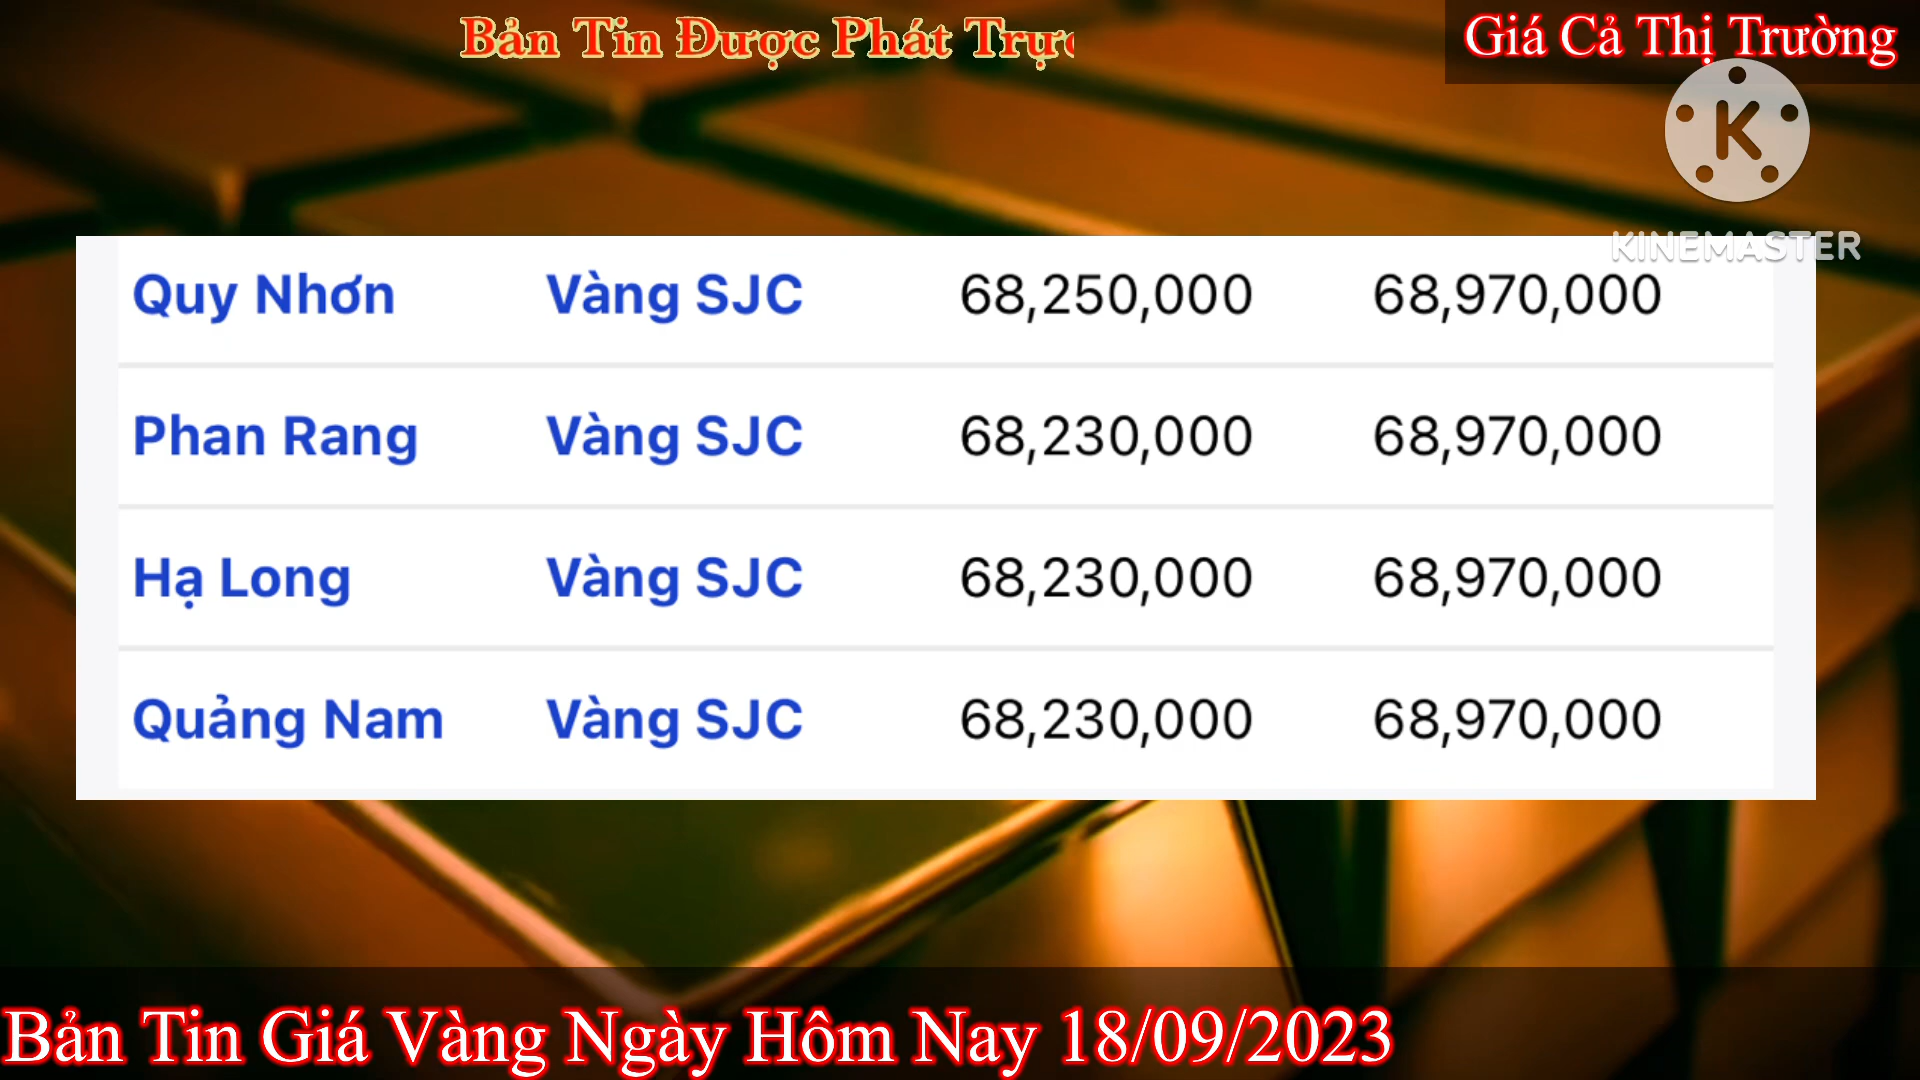 Bản Tin Được Phát
Giá Cả Thị Trường
K
KINEMASTER
Quy Nhơn Vàng SJC 68,250,000 68,970,000
Phan Rang Vàng SJC 68,230,000 68,970,000
Hạ Long Vàng SJC 68,230,000 68,970,000
Quảng Nam Vàng SJC 68,230,000 68,970,000
Bản Tin Giá Vàng Ngày Hôm Nay 18/09/2023